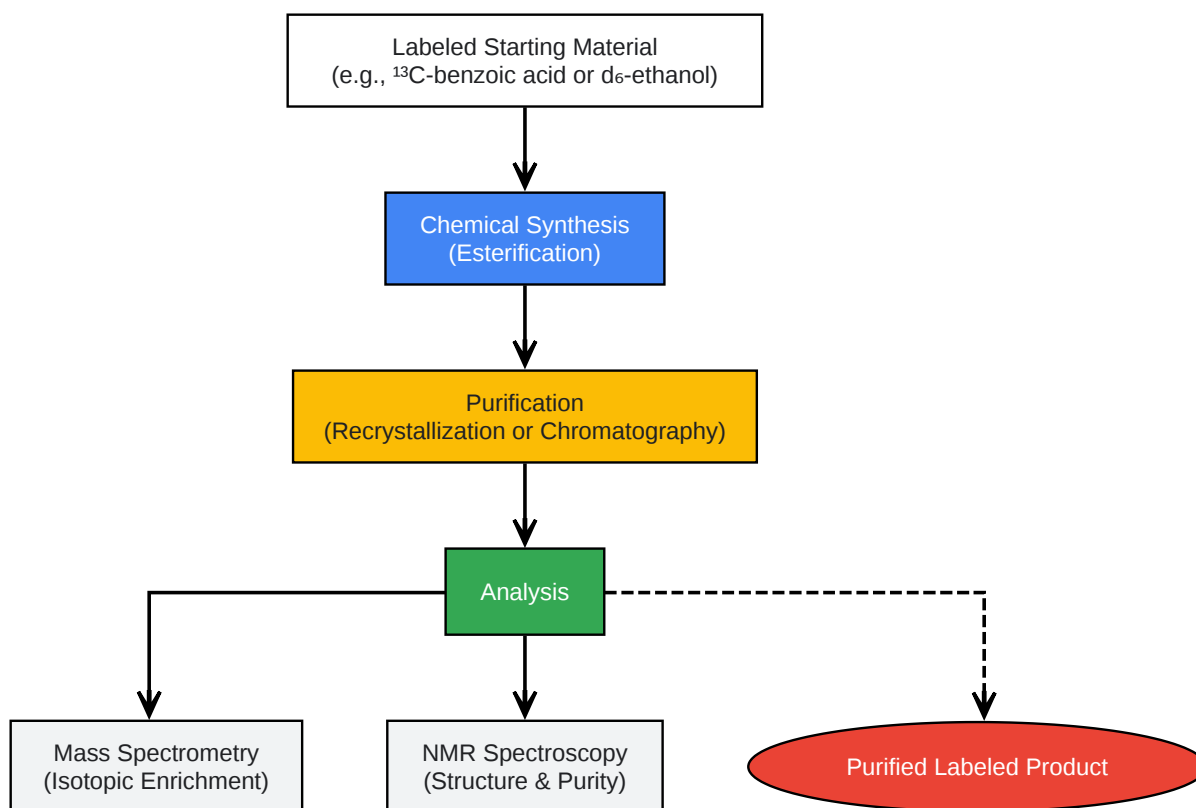 Labeled Starting Material
(e.g., ¹³C-benzoic acid or d₆-ethanol)
Chemical Synthesis
(Esterification)
Purification
(Recrystallization or Chromatography)
Analysis
Mass Spectrometry
(Isotopic Enrichment)
NMR Spectroscopy
(Structure & Purity)
Purified Labeled Product